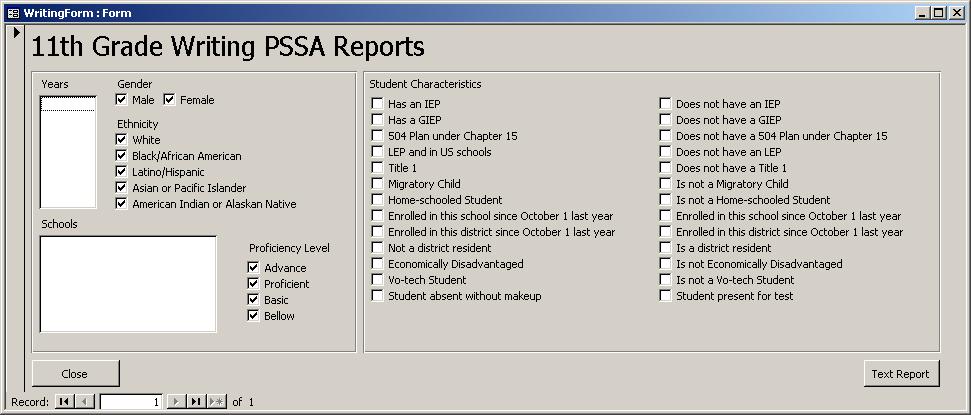 WritingForm : Form
11th Grade Writing PSSA Reports
Years
Gender
Male Female
Ethnicity
White
Black/African American
Latino/Hispanic
Asian or Pacific Islander
American Indian or Alaskan Native
Schools
Proficiency Level
Advance
Proficient
Basic
Bellow
Student Characteristics
Has an IEP
Has a GIEP
504 Plan under Chapter 15
LEP and in US schools
Title 1
Migratory Child
Home-schooled Student
Enrolled in this school since October 1 last year
Enrolled in this district since October 1 last year
Not a district resident
Economically Disadvantaged
Vo-tech Student
Student absent without makeup
Does not have an IEP
Does not have a GIEP
Does not have a 504 Plan under Chapter 15
Does not have an LEP
Does not have a Title 1
Is not a Migratory Child
Is not a Home-schooled Student
Enrolled in this school since October 1 last year
Enrolled in this district since October 1 last year
Is a district resident
Is not Economically Disadvantaged
Is not a Vo-tech Student
Student present for test
Close
Text Report
Record: 1 of 1